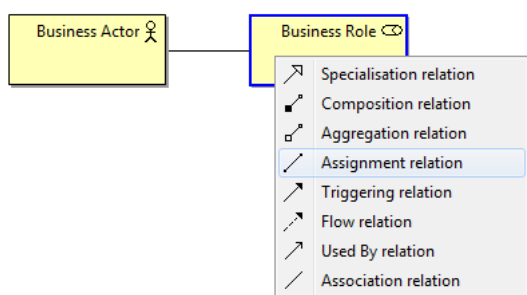 Business Actor
Business Role
Specialisation relation
Composition relation
Aggregation relation
Assignment relation
Triggering relation
Flow relation
Used By relation
Association relation